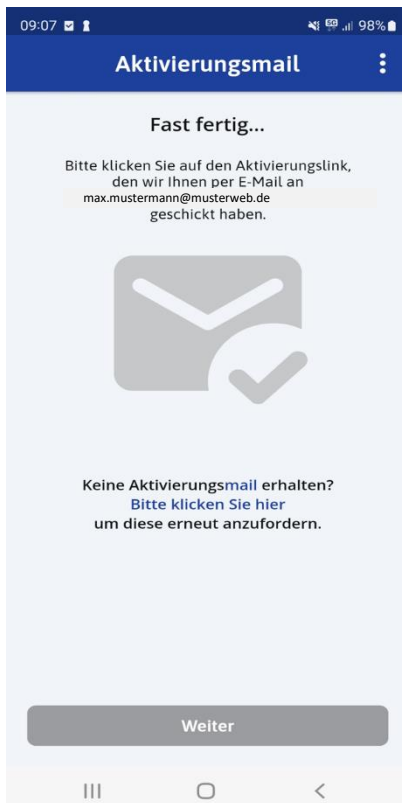 09:07 5G 98%
Aktivierungsmail
Fast fertig...
Bitte klicken Sie auf den Aktivierungslink,
den wir Ihnen per E-Mail an
max.mustermann@musterweb.de
geschickt haben.
Keine Aktivierungsmail erhalten?
Bitte klicken Sie hier
um diese erneut anzufordern.
Weiter